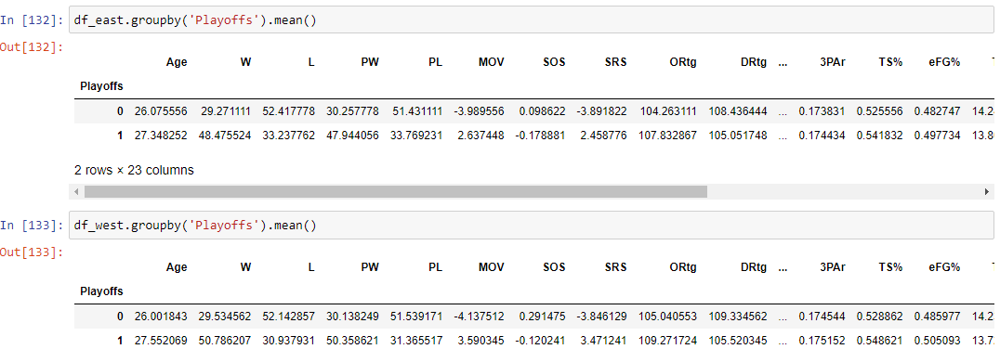 In [132]: df_east.groupby('Playoffs').mean()
Out[132]:
Age W L PW PL MOV SOS SRS ORtg DRtg ... 3PAr TS% eFG%
Playoffs
0 26.075556 29.271111 52.417778 30.257778 51.431111 -3.989556 0.098622 -3.891822 104.263111 108.436444 ... 0.173831 0.525556 0.482747 14.2
1 27.348252 48.475524 33.237762 47.944056 33.769231 2.637448 -0.178881 2.458776 107.832867 105.051748 ... 0.174434 0.541832 0.497734 13.8
2 rows × 23 columns
In [133]: df_west.groupby('Playoffs').mean()
Out[133]:
Age W L PW PL MOV SOS SRS ORtg DRtg ... 3PAr TS% eFG%
Playoffs
0 26.001843 29.534562 52.142857 30.138249 51.539171 -4.137512 0.291475 -3.846129 105.040553 109.334562 ... 0.174544 0.528862 0.485977 14.2
1 27.552069 50.786207 30.937931 50.358621 31.365517 3.590345 -0.120241 3.471241 109.271724 105.520345 ... 0.175152 0.548621 0.505093 13.7